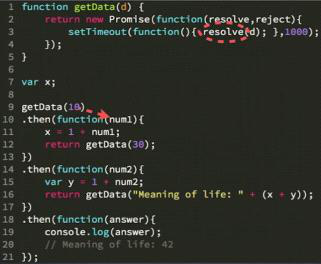 1 function getData(d) {
2 return new Promise(function(resolve,reject){
3 setTimeout(function(){ resolve(d); },1000);
4 });
5 }
6
7 var x;
8
9 getData(10)
10 .then(function(num1){
11 x = 1 + num1;
12 return getData(30);
13 })
14 .then(function(num2){
15 var y = 1 + num2;
16 return getData("Meaning of life: " + (x + y));
17 })
18 .then(function(answer){
19 console.log(answer);
20 // Meaning of life: 42
21 });